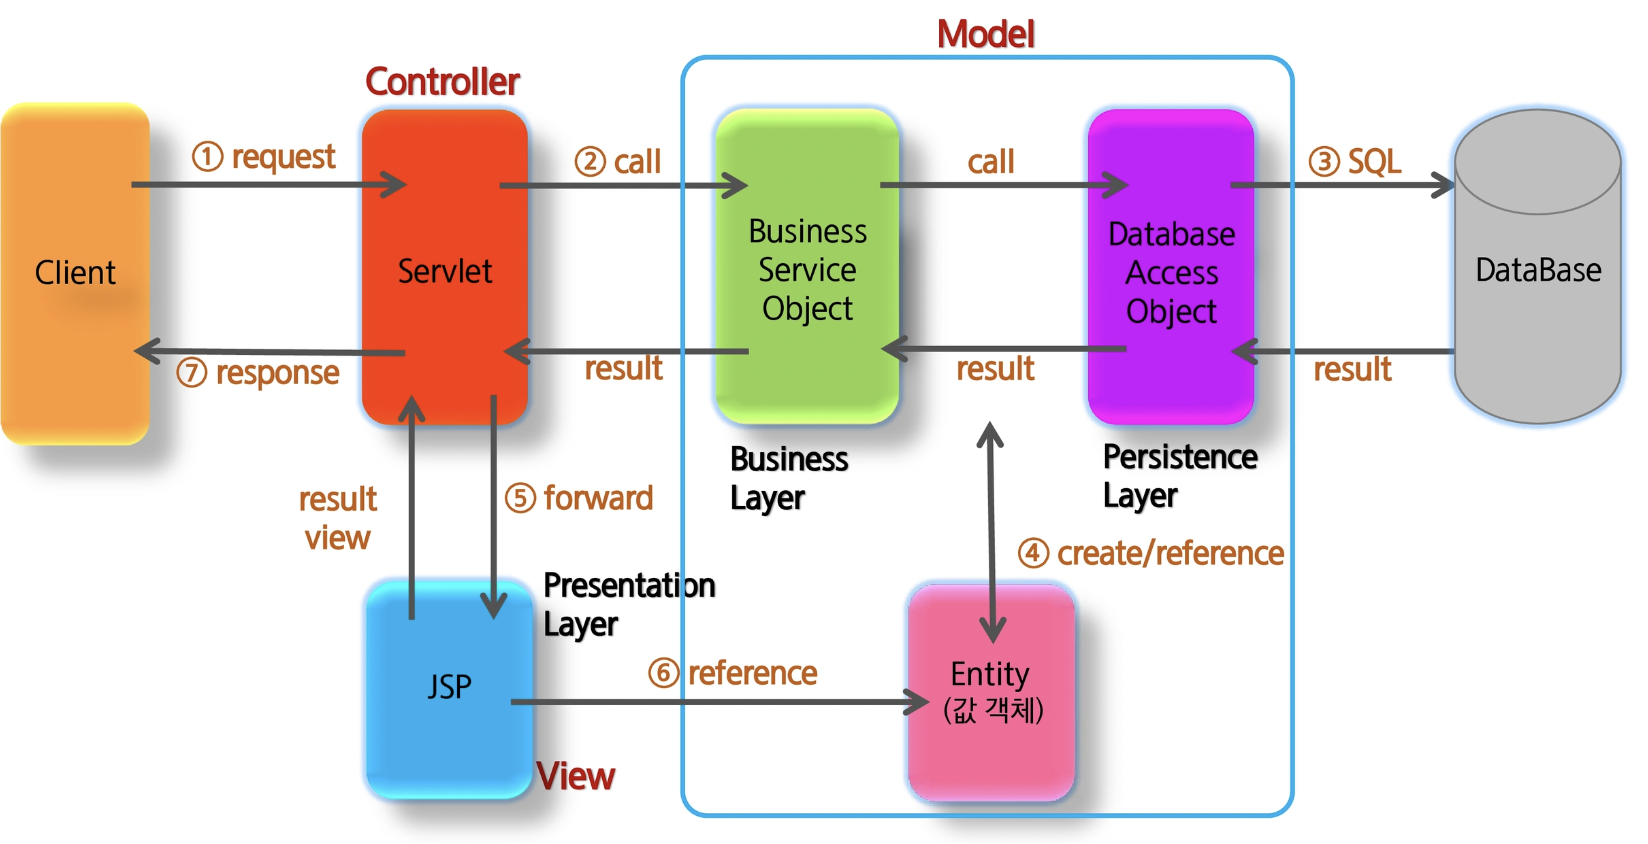 Model
Controller
① request
② call
call
③ SQL
Client
Servlet
Business
Service
Object
Database
Access
Object
DataBase
⑦ response
result
result
result
Business
Layer
Persistence
Layer
result
view
⑤ forward
④ create/reference
Presentation
Layer
⑥ reference
JSP
Entity
(값 객체)
View